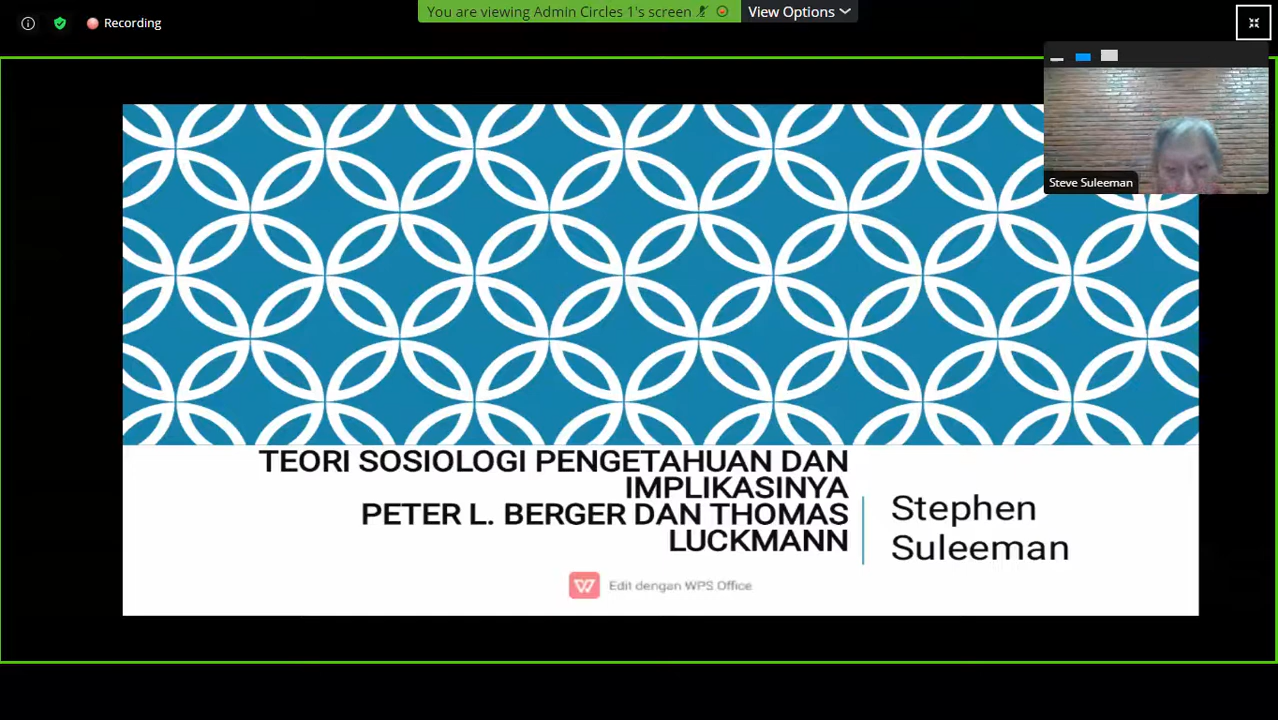 Recording
You are viewing Admin Circles 1's screen
View Options
Steve Suleeman
TEORI SOSIOLOGI PENGETAHUAN DAN
IMPLIKASINYA
PETER L. BERGER DAN THOMAS
LUCKMANN
Stephen
Suleeman
Edit dengan WPS Office